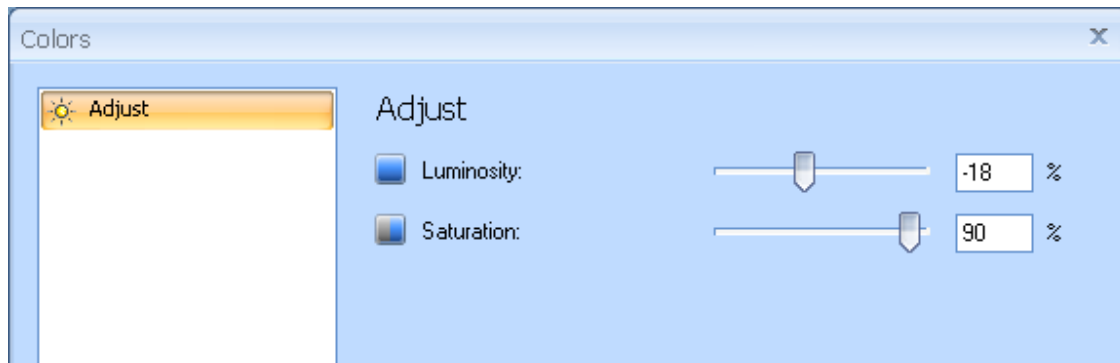 Colors
Adjust
Adjust
Luminosity: -18 %
Saturation: 90 %